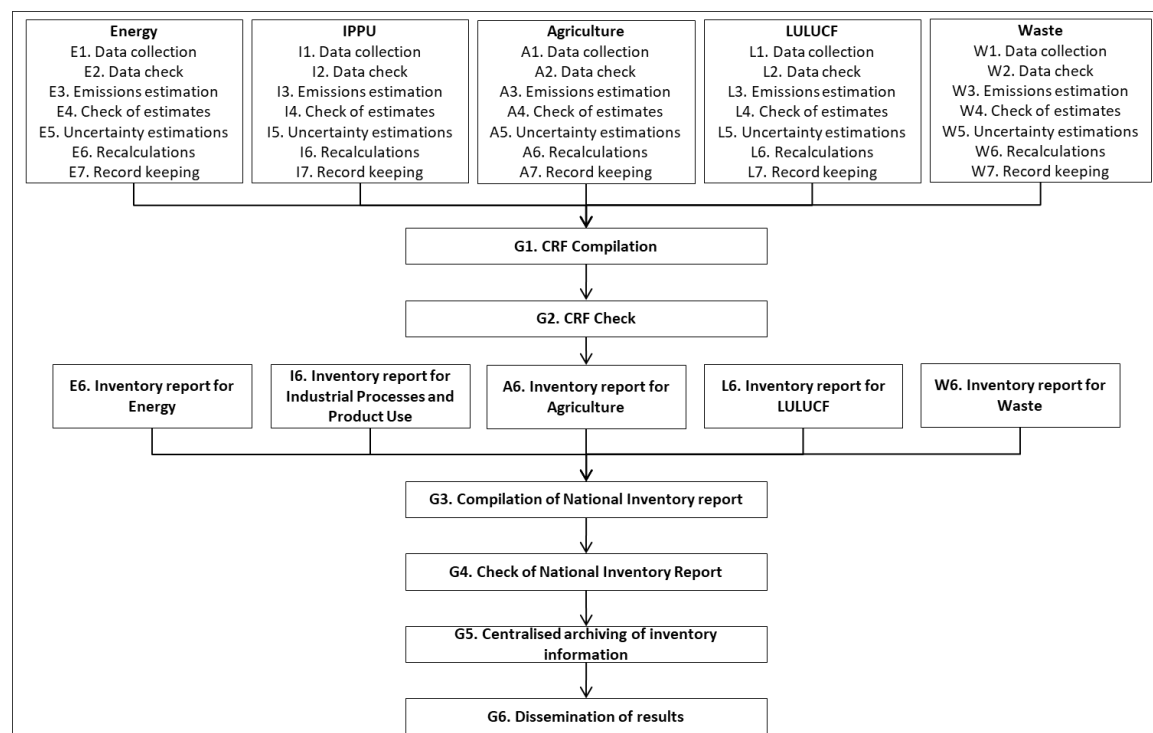 Energy
E1. Data collection
E2. Data check
E3. Emissions estimation
E4. Check of estimates
E5. Uncertainty estimations
E6. Recalculations
E7. Record keeping
IPPU
I1. Data collection
I2. Data check
I3. Emissions estimation
I4. Check of estimates
I5. Uncertainty estimations
I6. Recalculations
I7. Record keeping
Agriculture
A1. Data collection
A2. Data check
A3. Emissions estimation
A4. Check of estimates
A5. Uncertainty estimations
A6. Recalculations
A7. Record keeping
LULUCF
L1. Data collection
L2. Data check
L3. Emissions estimation
L4. Check of estimates
L5. Uncertainty estimations
L6. Recalculations
L7. Record keeping
Waste
W1. Data collection
W2. Data check
W3. Emissions estimation
W4. Check of estimates
W5. Uncertainty estimations
W6. Recalculations
W7. Record keeping
G1. CRF Compilation
G2. CRF Check
E6. Inventory report for
Energy
I6. Inventory report for
Industrial Processes and
Product Use
A6. Inventory report for
Agriculture
L6. Inventory report for
LULUCF
W6. Inventory report for
Waste
G3. Compilation of National Inventory report
G4. Check of National Inventory Report
G5. Centralised archiving of inventory
information
G6. Dissemination of results